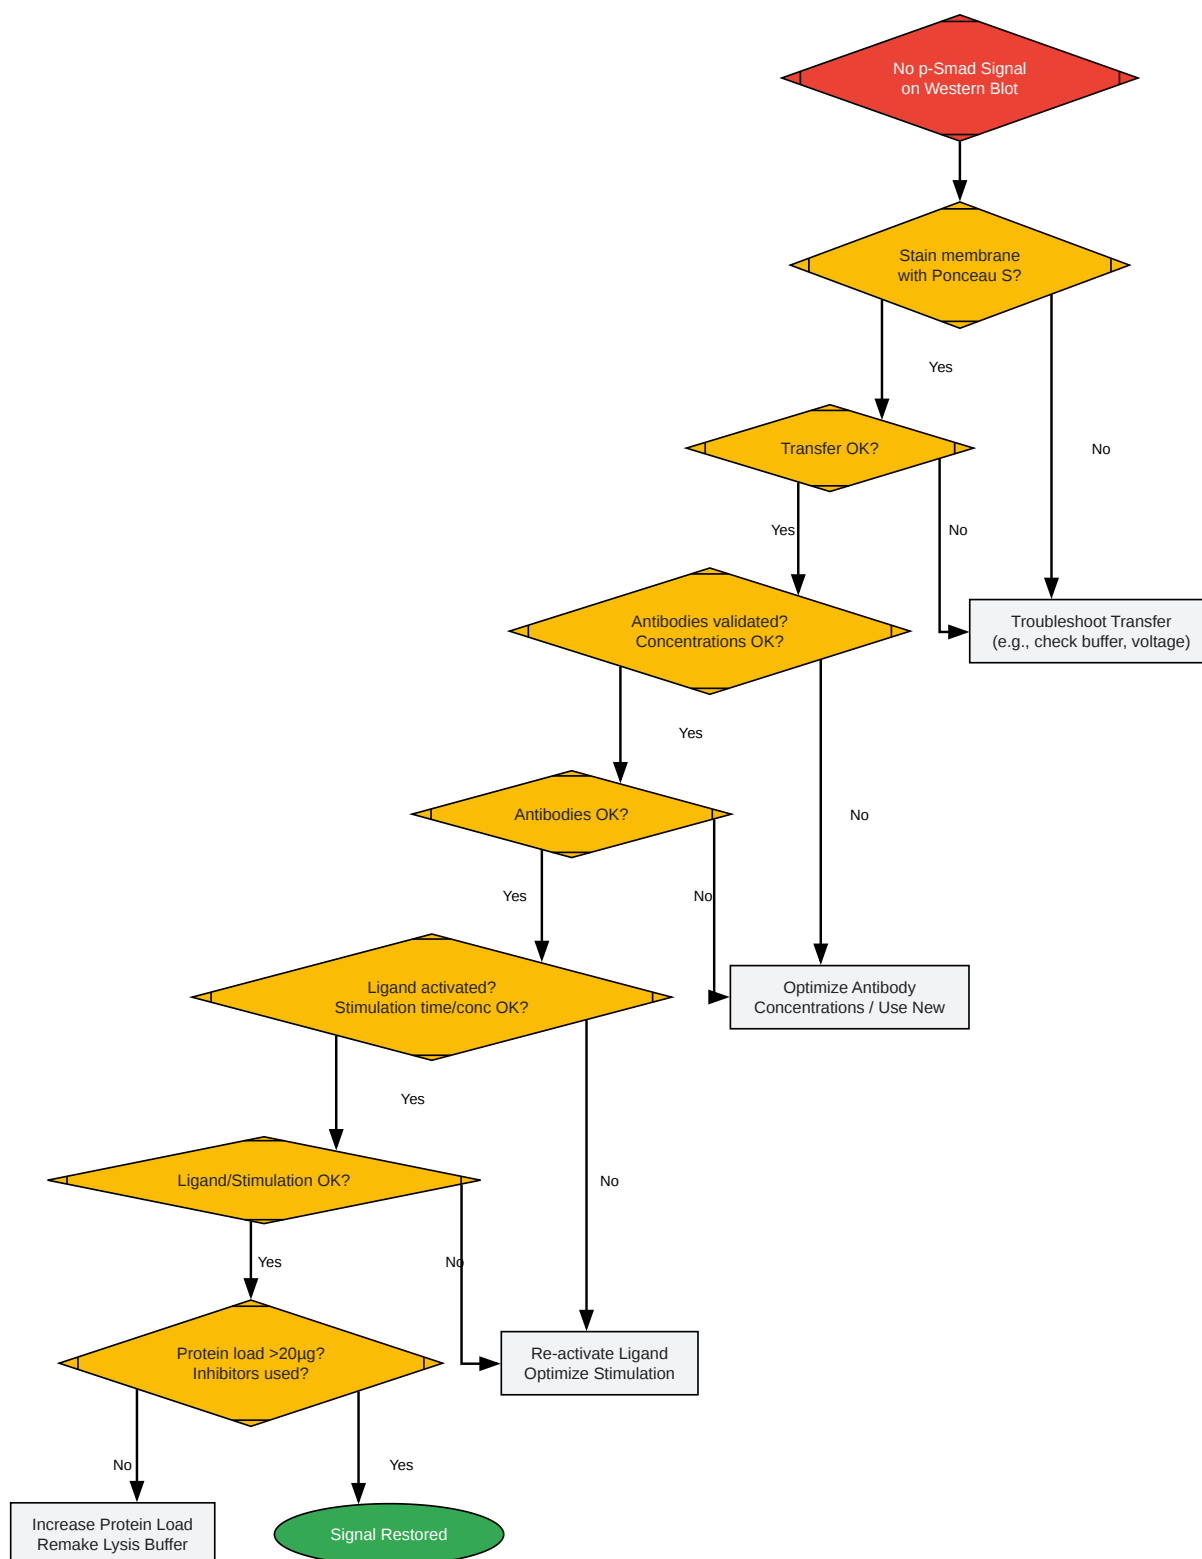 No p-Smad Signal
on Western Blot
Stain membrane
with Ponceau S?
Yes
Transfer OK?
No
Yes
No
Antibodies validated?
Concentrations OK?
Troubleshoot Transfer
(e.g., check buffer, voltage)
Yes
Antibodies OK?
No
Yes
No
Ligand activated?
Stimulation time/conc OK?
Optimize Antibody
Concentrations / Use New
Yes
Ligand/Stimulation OK?
No
Yes
No
Protein load >20µg?
Inhibitors used?
Re-activate Ligand
Optimize Stimulation
No
Yes
Increase Protein Load
Remake Lysis Buffer
Signal Restored